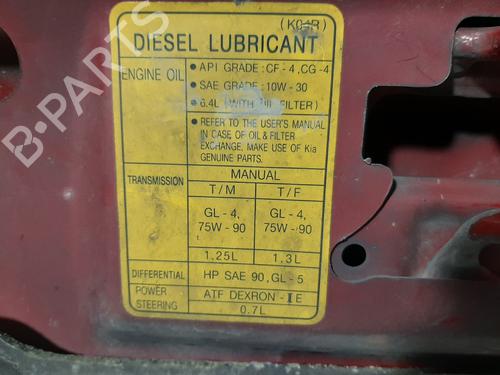 (K04R)
DIESEL LUBRICANT
ENGINE OIL
• API GRADE : CF - 4 , CG - 4
• SAE GRADE : 10W - 30
• 6.4L (WITH OIL FILTER)
• REFER TO THE USER'S MANUAL
IN CASE OF OIL & FILTER
EXCHANGE, MAKE USE OF Kia
GENUINE PARTS.
TRANSMISSION
MANUAL
T/M T/F
GL - 4, GL - 4,
75W - 90 75W - 90
1,25L 1,3L
DIFFERENTIAL HP SAE 90 , GL - 5
POWER STEERING
ATF DEXRON - II E
0.7L
B-PARTS